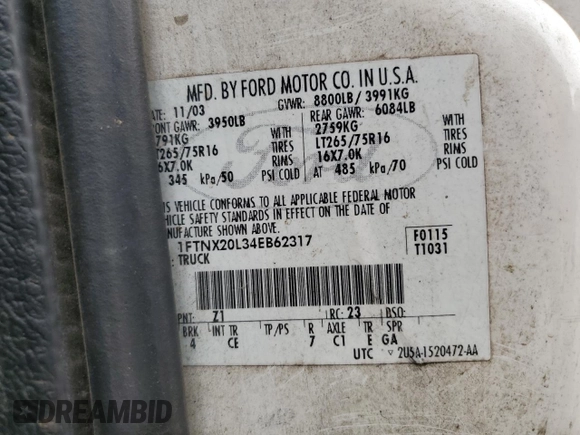 MFD. BY FORD MOTOR CO. IN U.S.A.
ATE: 11/03 GVWR: 8800LB / 3991KG
ONT GAWR: 3950LB REAR GAWR: 6084LB
791KG WITH 2759KG WITH
T265/75R16 TIRES LT265/75R16 TIRES
6X7.0K RIMS 16X7.0K RIMS
345 kPa/50 PSI COLD AT 485 kPa/70 PSI COLD
Ford
IS VEHICLE CONFORMS TO ALL APPLICABLE FEDERAL MOTOR
HICLE SAFETY STANDARDS IN EFFECT ON THE DATE OF
NUFACTURE SHOWN ABOVE.
1FTNX20L34EB62317 F0115
: TRUCK T1031
PNT: Z1 RC: 23 DSO:
BRK INT TR TP/PS R AXLE TR SPR
4 CE 7 C1 E GA
UTC ▽ 2U5A-1520472-AA
DREAMBID